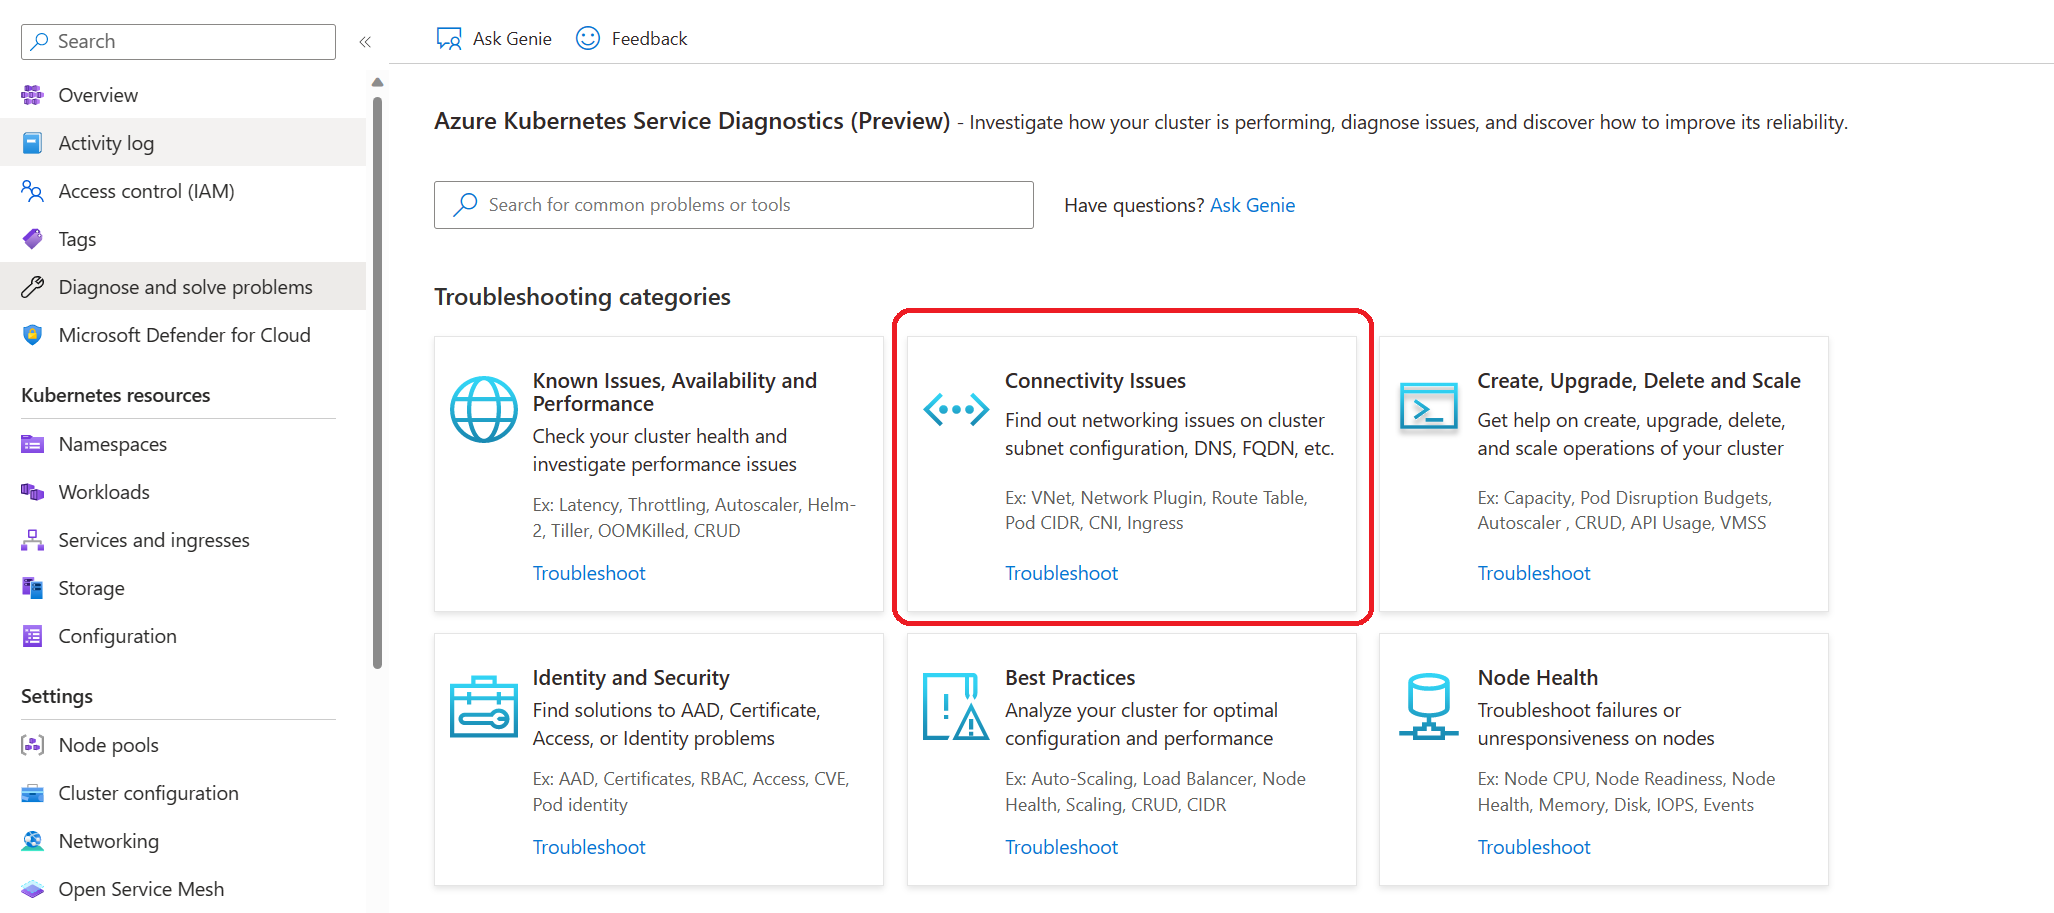 Search
«
Overview
Activity log
Access control (IAM)
Tags
Diagnose and solve problems
Microsoft Defender for Cloud
Kubernetes resources
Namespaces
Workloads
Services and ingresses
Storage
Configuration
Settings
Node pools
Cluster configuration
Networking
Open Service Mesh
Ask Genie
Feedback
Azure Kubernetes Service Diagnostics (Preview) - Investigate how your cluster is performing, diagnose issues, and discover how to improve its reliability.
Search for common problems or tools
Have questions? Ask Genie
Troubleshooting categories
Known Issues, Availability and
Performance
Check your cluster health and
investigate performance issues
Ex: Latency, Throttling, Autoscaler, Helm-
2, Tiller, OOMKilled, CRUD
Troubleshoot
Connectivity Issues
Find out networking issues on cluster
subnet configuration, DNS, FQDN, etc.
Ex: VNet, Network Plugin, Route Table,
Pod CIDR, CNI, Ingress
Troubleshoot
Create, Upgrade, Delete and Scale
Get help on create, upgrade, delete,
and scale operations of your cluster
Ex: Capacity, Pod Disruption Budgets,
Autoscaler , CRUD, API Usage, VMSS
Troubleshoot
Identity and Security
Find solutions to AAD, Certificate,
Access, or Identity problems
Ex: AAD, Certificates, RBAC, Access, CVE,
Pod identity
Troubleshoot
Best Practices
Analyze your cluster for optimal
configuration and performance
Ex: Auto-Scaling, Load Balancer, Node
Health, Scaling, CRUD, CIDR
Troubleshoot
Node Health
Troubleshoot failures or
unresponsiveness on nodes
Ex: Node CPU, Node Readiness, Node
Health, Memory, Disk, IOPS, Events
Troubleshoot